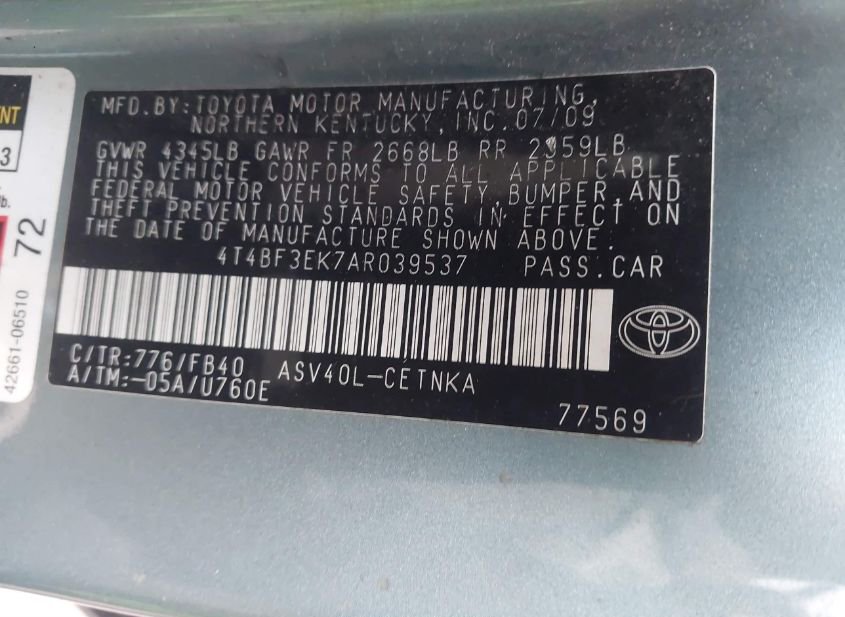 MFD.BY:TOYOTA MOTOR MANUFACTURING,
NORTHERN KENTUCKY,INC.07/09
GVWR 4345LB GAWR FR 2668LB RR 2359LB
THIS VEHICLE CONFORMS TO ALL APPLICABLE
FEDERAL MOTOR VEHICLE SAFETY,BUMPER,AND
THEFT PREVENTION STANDARDS IN EFFECT ON
THE DATE OF MANUFACTURE SHOWN ABOVE.
4T4BF3EK7AR039537 PASS.CAR
C/TR:776/FB40 ASV40L-CETNKA
A/TM:-05A/U760E
77569
3
lb.
72
42661-06510